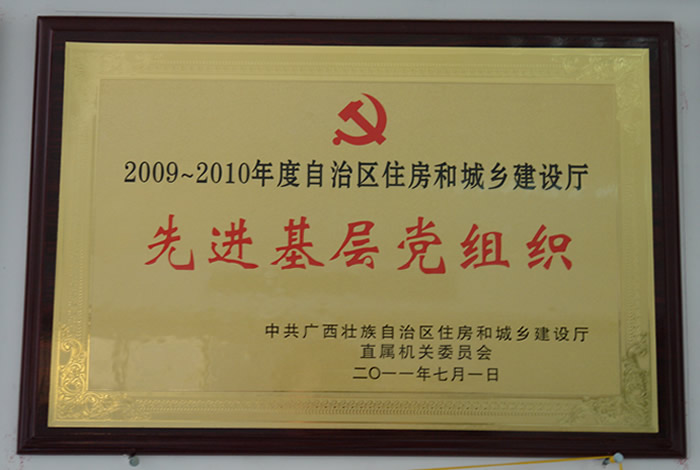 2009~2010年度自治区住房和城乡建设厅
先进基层党组织
中共广西壮族自治区住房和城乡建设厅
直属机关委员会
二〇一一年七月一日